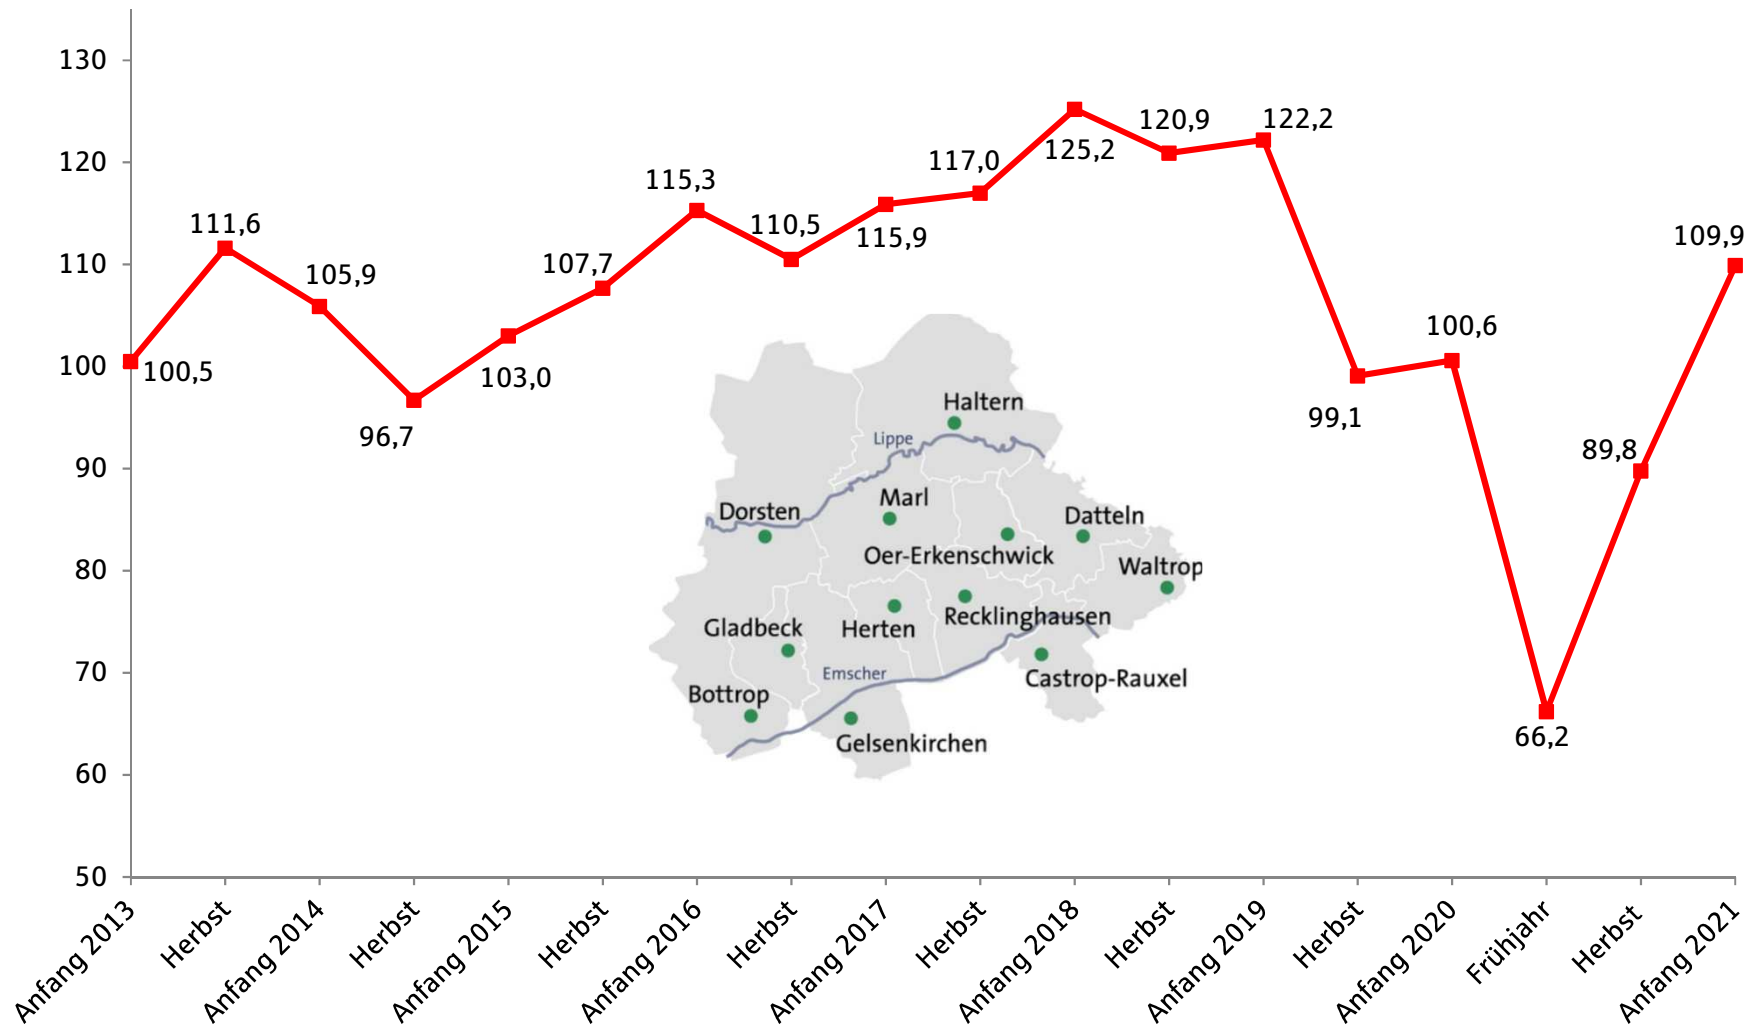 130
120
110
100
90
80
70
60
50
100,5
111,6
105,9
96,7
103,0
107,7
115,3
110,5
115,9
117,0
125,2
120,9
122,2
99,1
100,6
66,2
89,8
109,9
Haltern
Lippe
Marl
Dorsten
Datteln
Oer-Erkenschwick
Waltrop
Recklinghausen
Gladbeck
Herten
Emscher
Castrop-Rauxel
Bottrop
Gelsenkirchen
Anfang 2013
Herbst
Anfang 2014
Herbst
Anfang 2015
Herbst
Anfang 2016
Herbst
Anfang 2017
Herbst
Anfang 2018
Herbst
Anfang 2019
Herbst
Anfang 2020
Frühjahr
Herbst
Anfang 2021